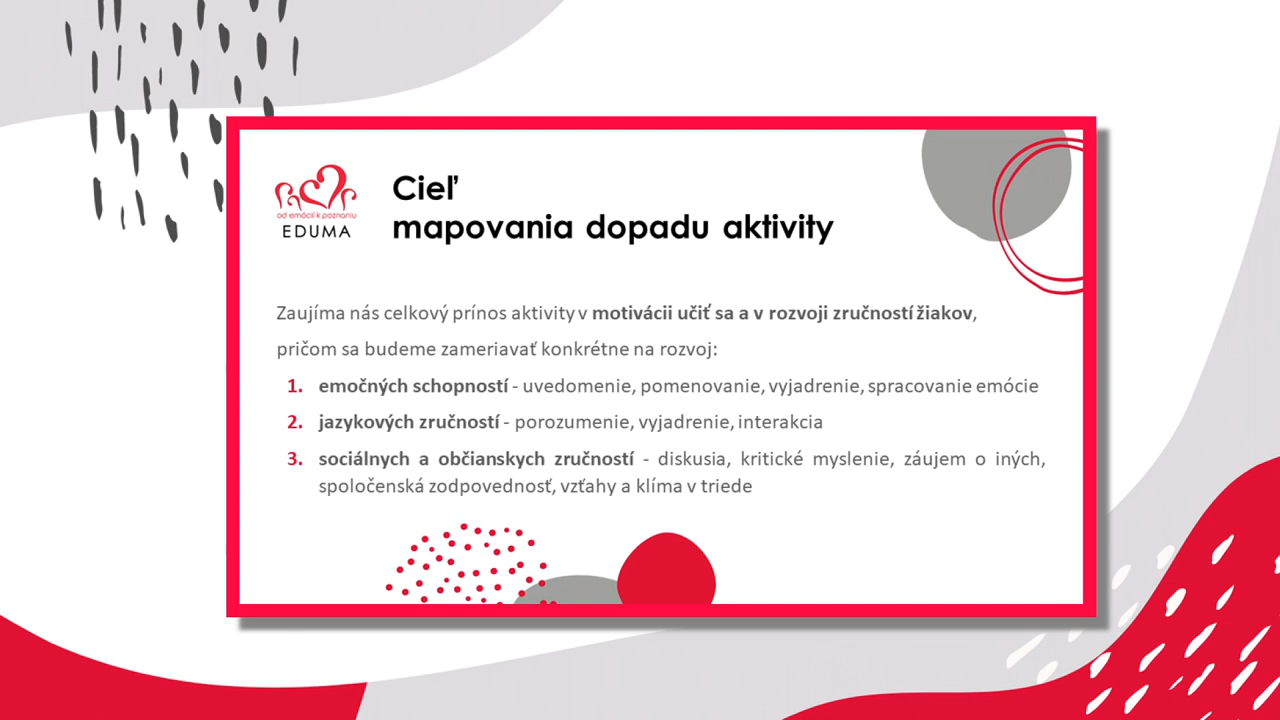 od emócií k poznaniu
EDUMA
Cieľ
mapovania dopadu aktivity
Zaujíma nás celkový prínos aktivity v motivácii učiť sa a v rozvoji zručností žiakov,
pričom sa budeme zameriavať konkrétne na rozvoj:
1. emočných schopností - uvedomenie, pomenovanie, vyjadrenie, spracovanie emócie
2. jazykových zručností - porozumenie, vyjadrenie, interakcia
3. sociálnych a občianskych zručností - diskusia, kritické myslenie, záujem o iných,
spoločenská zodpovednosť, vzťahy a klíma v triede